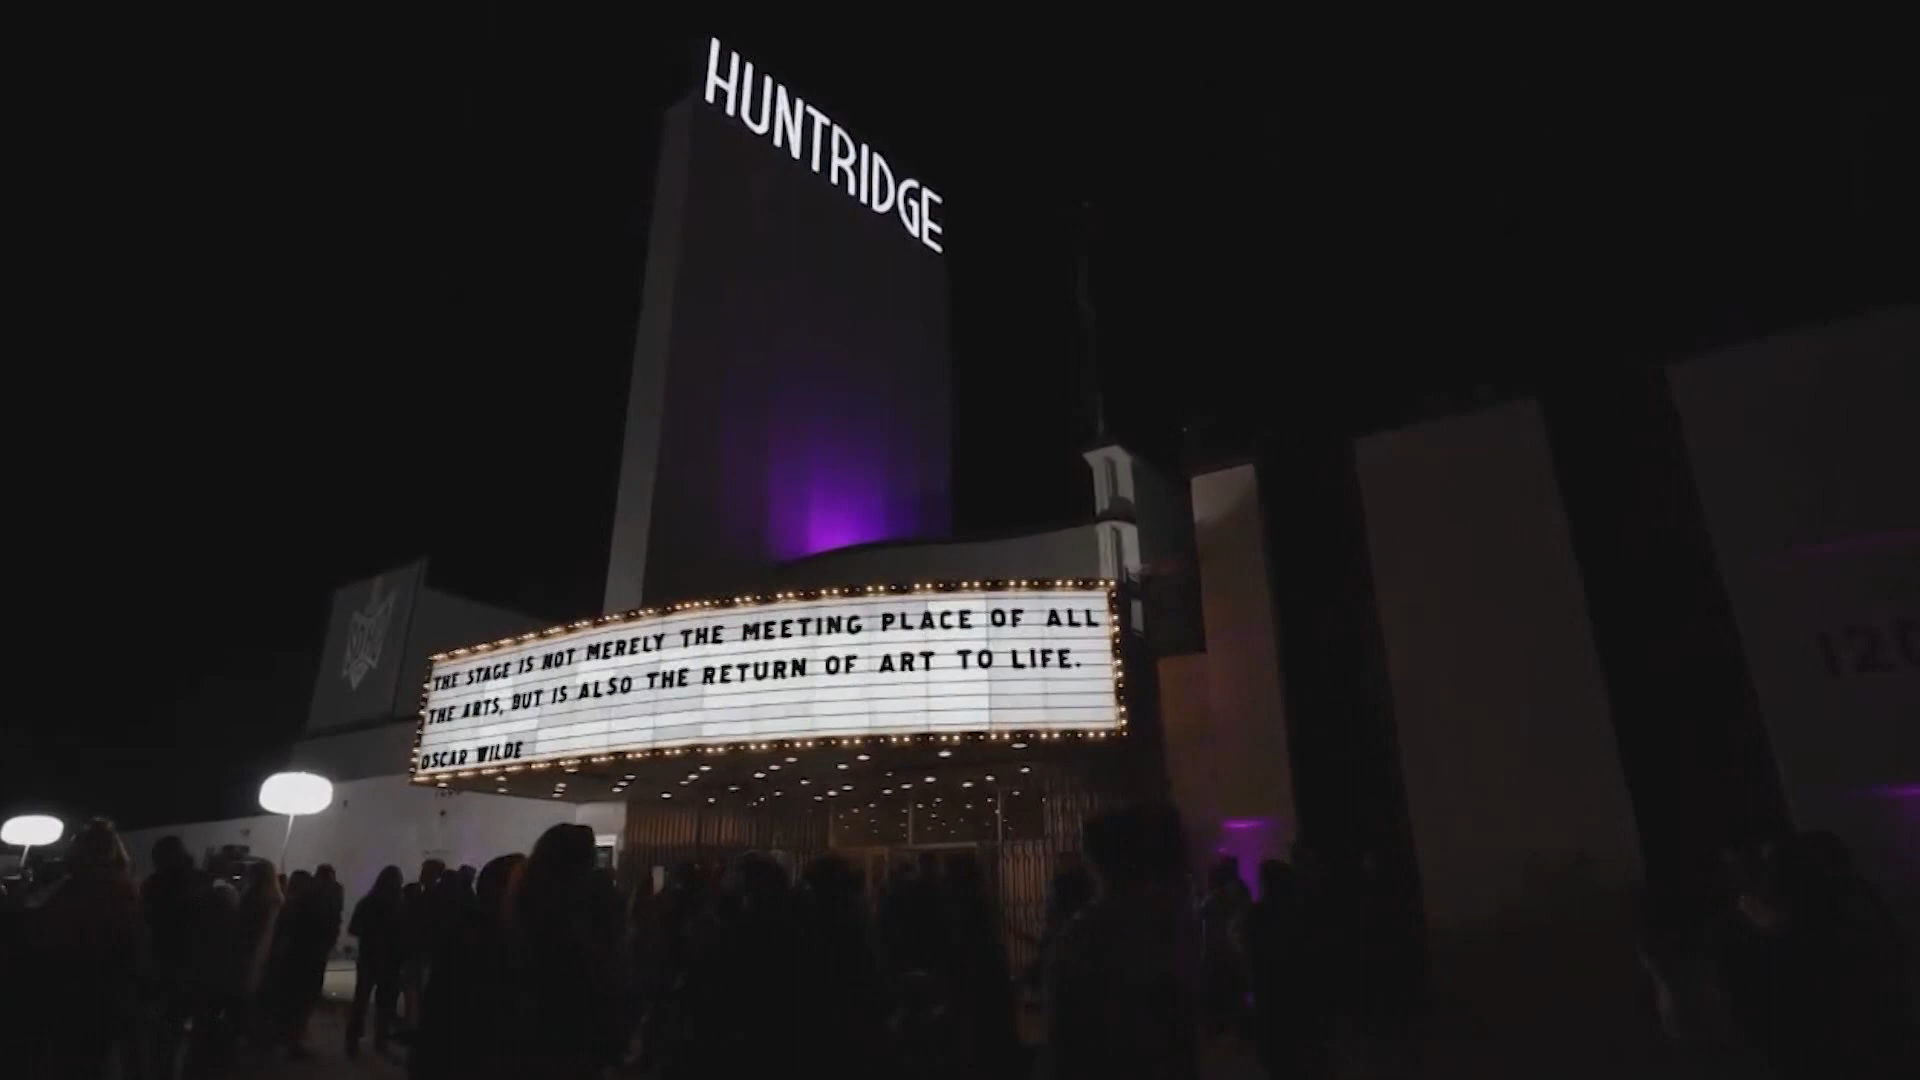 HUNTRIDGE
THE STAGE IS NOT MERELY THE MEETING PLACE OF ALL
THE ARTS, BUT IS ALSO THE RETURN OF ART TO LIFE.
OSCAR WILDE
120